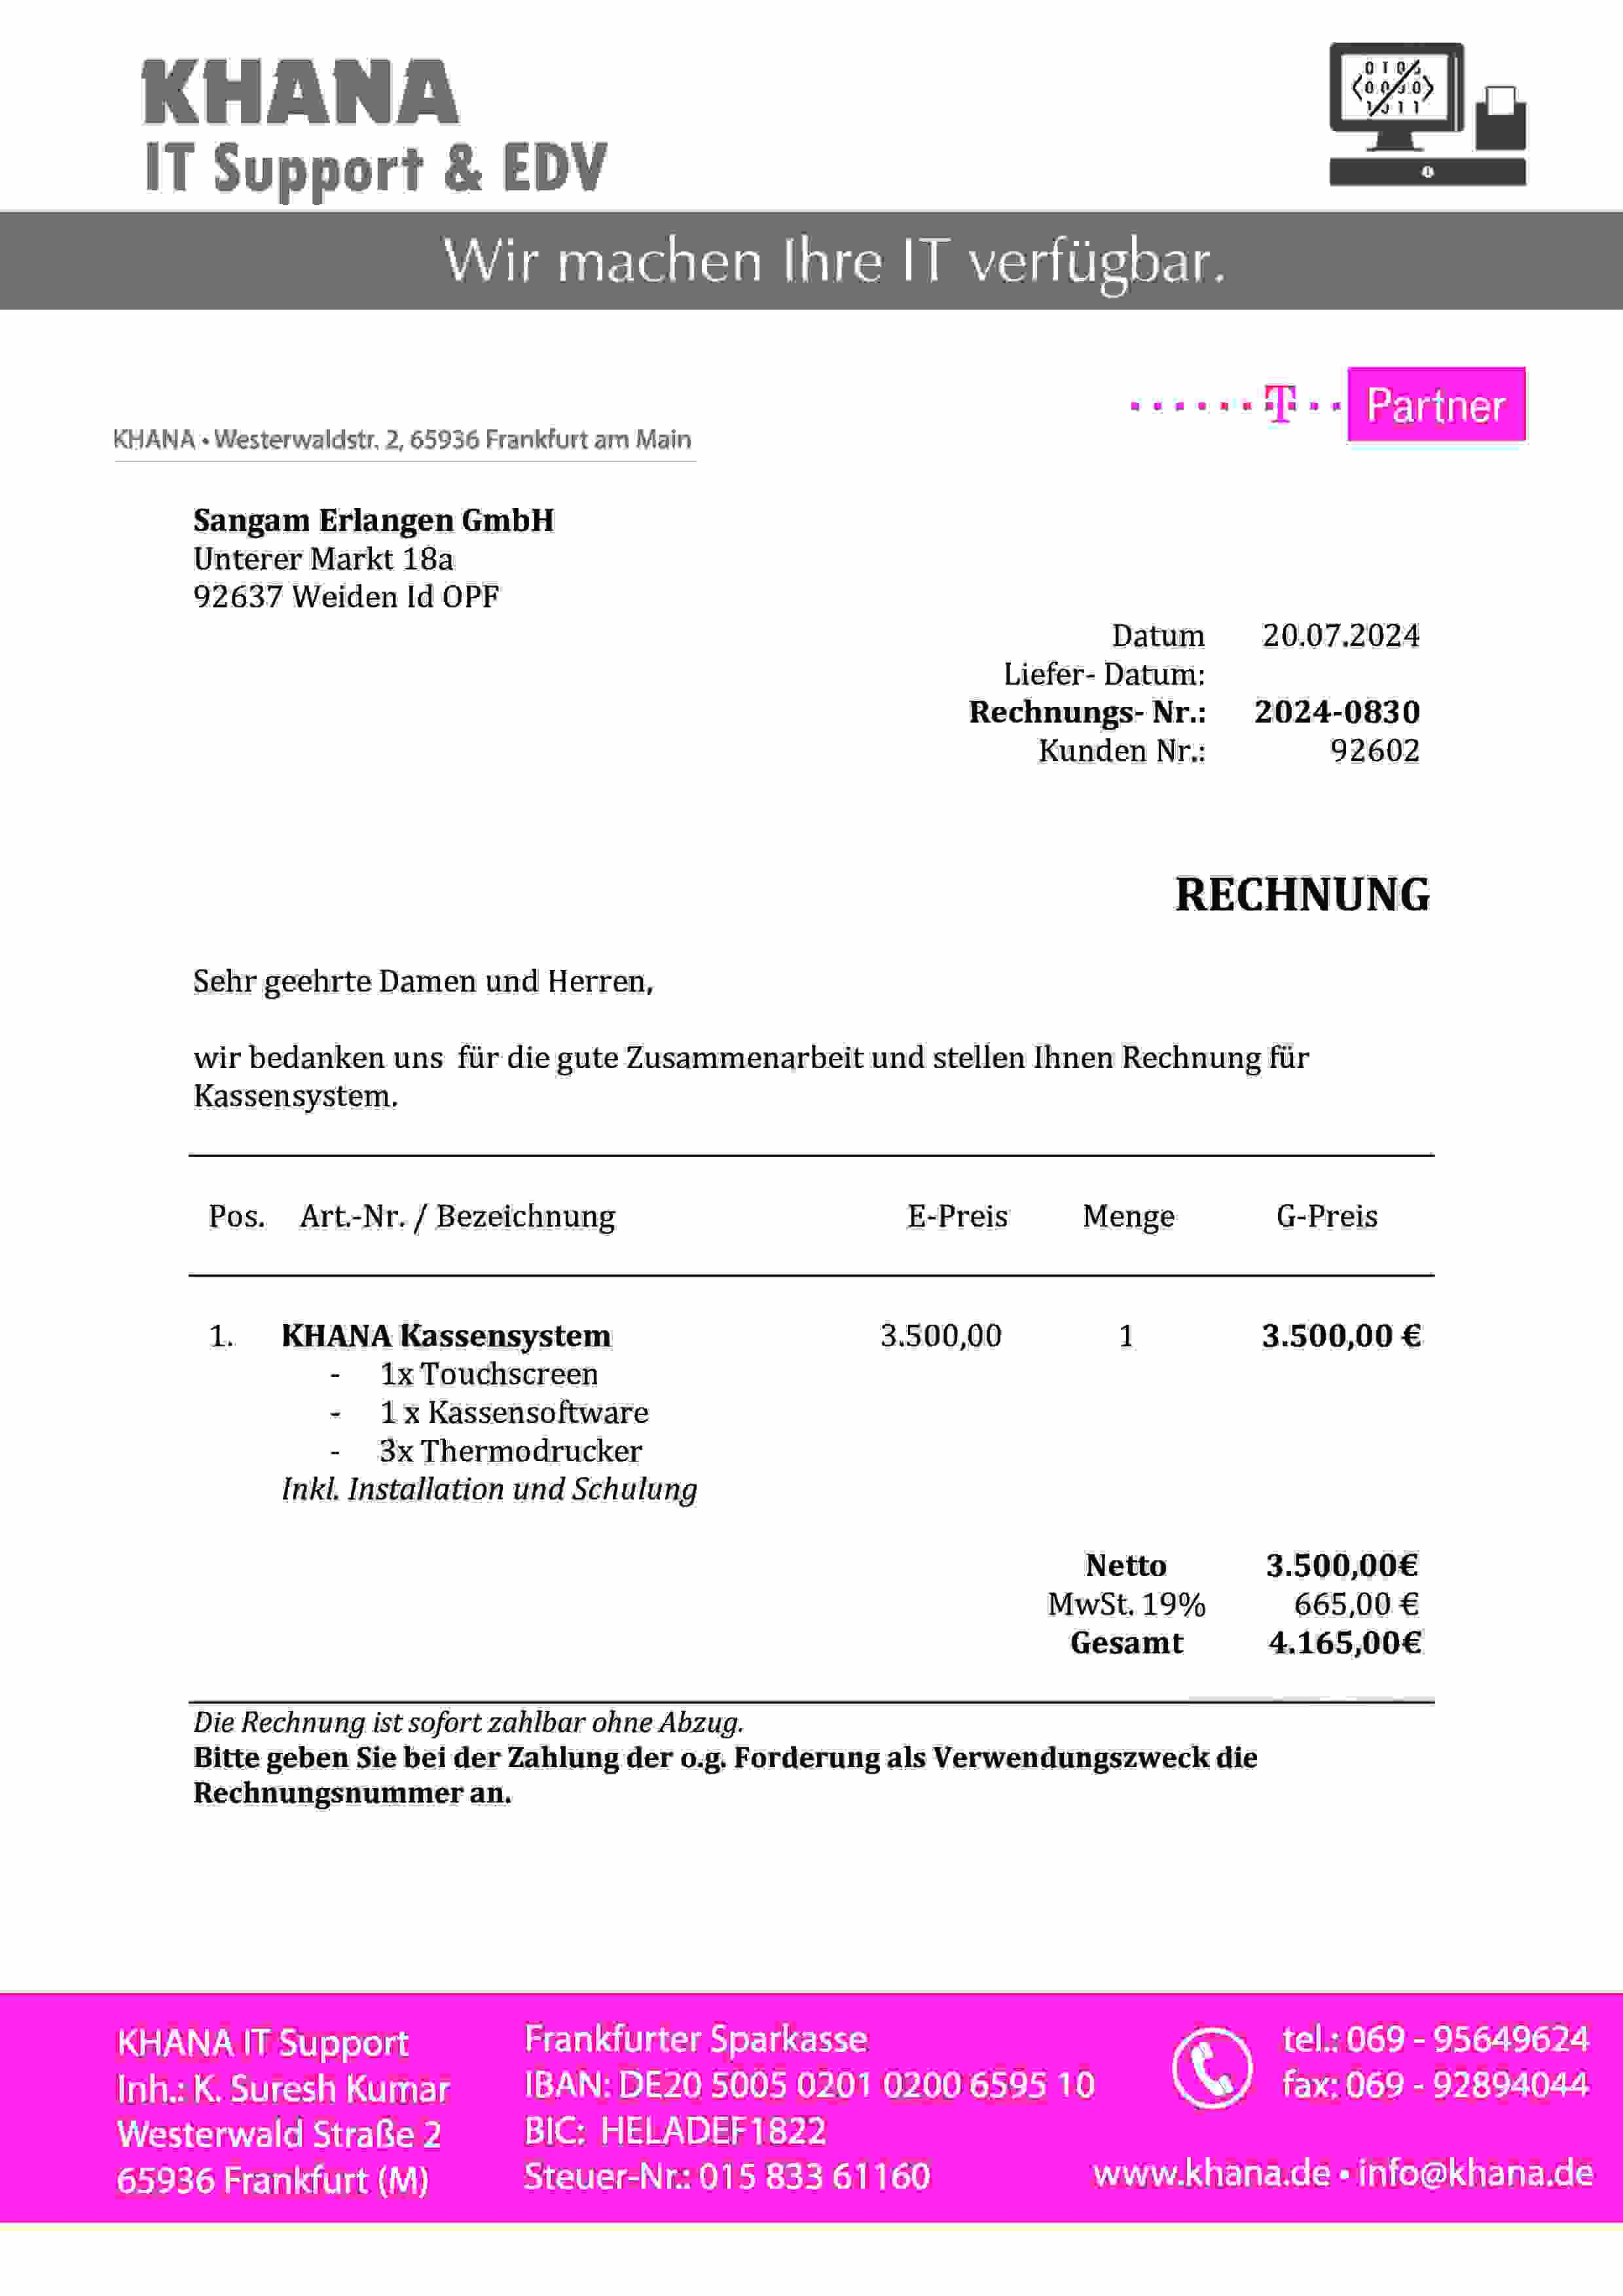 KHANA
IT Support & EDV
Wir machen Ihre IT verfügbar.
T Partner
KHANA • Westerwaldstr. 2, 65936 Frankfurt am Main
Sangam Erlangen GmbH
Unterer Markt 18a
92637 Weiden Id OPF
Datum 20.07.2024
Liefer- Datum:
Rechnungs- Nr.: 2024-0830
Kunden Nr.: 92602
RECHNUNG
Sehr geehrte Damen und Herren,
wir bedanken uns für die gute Zusammenarbeit und stellen Ihnen Rechnung für
Kassensystem.
Pos. Art.-Nr. / Bezeichnung E-Preis Menge G-Preis
1. KHANA Kassensystem 3.500,00 1 3.500,00 €
- 1x Touchscreen
- 1 x Kassensoftware
- 3x Thermodrucker
Inkl. Installation und Schulung
Netto 3.500,00€
MwSt. 19% 665,00 €
Gesamt 4.165,00€
Die Rechnung ist sofort zahlbar ohne Abzug.
Bitte geben Sie bei der Zahlung der o.g. Forderung als Verwendungszweck die
Rechnungsnummer an.
KHANA IT Support
Inh.: K. Suresh Kumar
Westerwald Straße 2
65936 Frankfurt (M)
Frankfurter Sparkasse
IBAN: DE20 5005 0201 0200 6595 10
BIC: HELADEF1822
Steuer-Nr.: 015 833 61160
tel.: 069 - 95649624
fax: 069 - 92894044
www.khana.de • info@khana.de